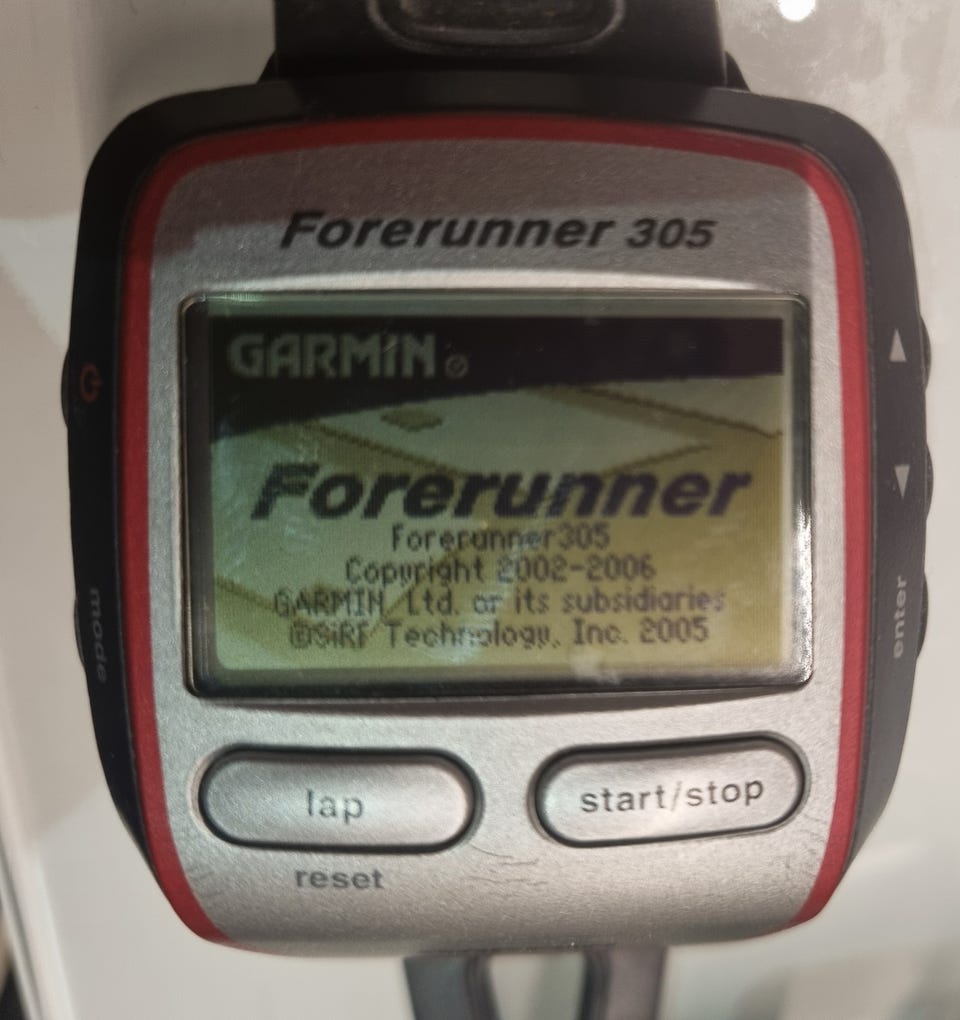 Forerunner 305
GARMIN
Forerunner
Forerunner305
Copyright 2002-2006
GARMIN Ltd. or its subsidiaries
©SiRF Technology, Inc. 2005
mode
enter
lap
start/stop
reset